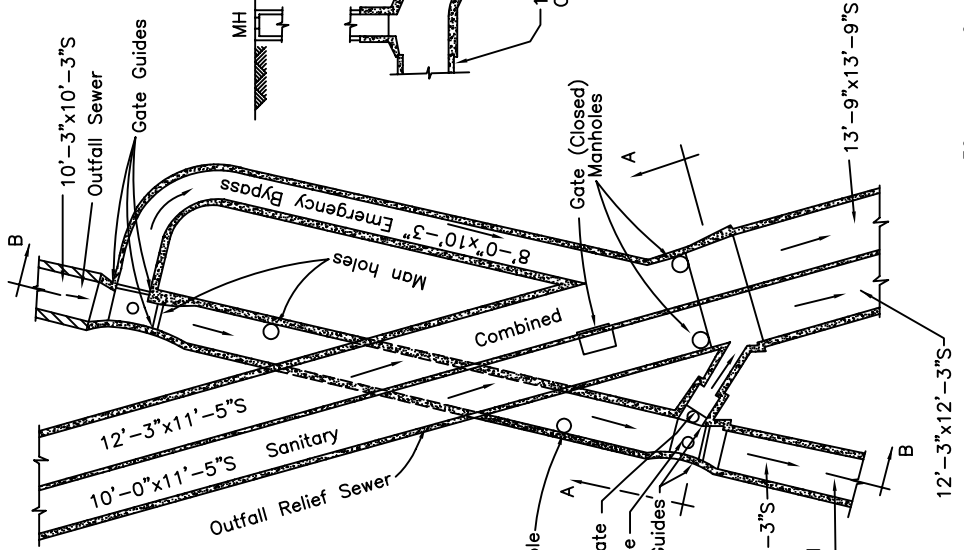 MH
10'-3"x10'-3"S
Outfall Sewer
Gate Guides
B
8'-0"x10'-3" Emergency Bypass
Man holes
Gate (Closed)
Manholes
A
13'-9"x13'-9"S
Combined
12'-3"x11'-5"S
Sanitary
10'-0"x11'-5"S
Outfall Relief Sewer
A
Guides
-3"S
B
12'-3"x12'-3"S